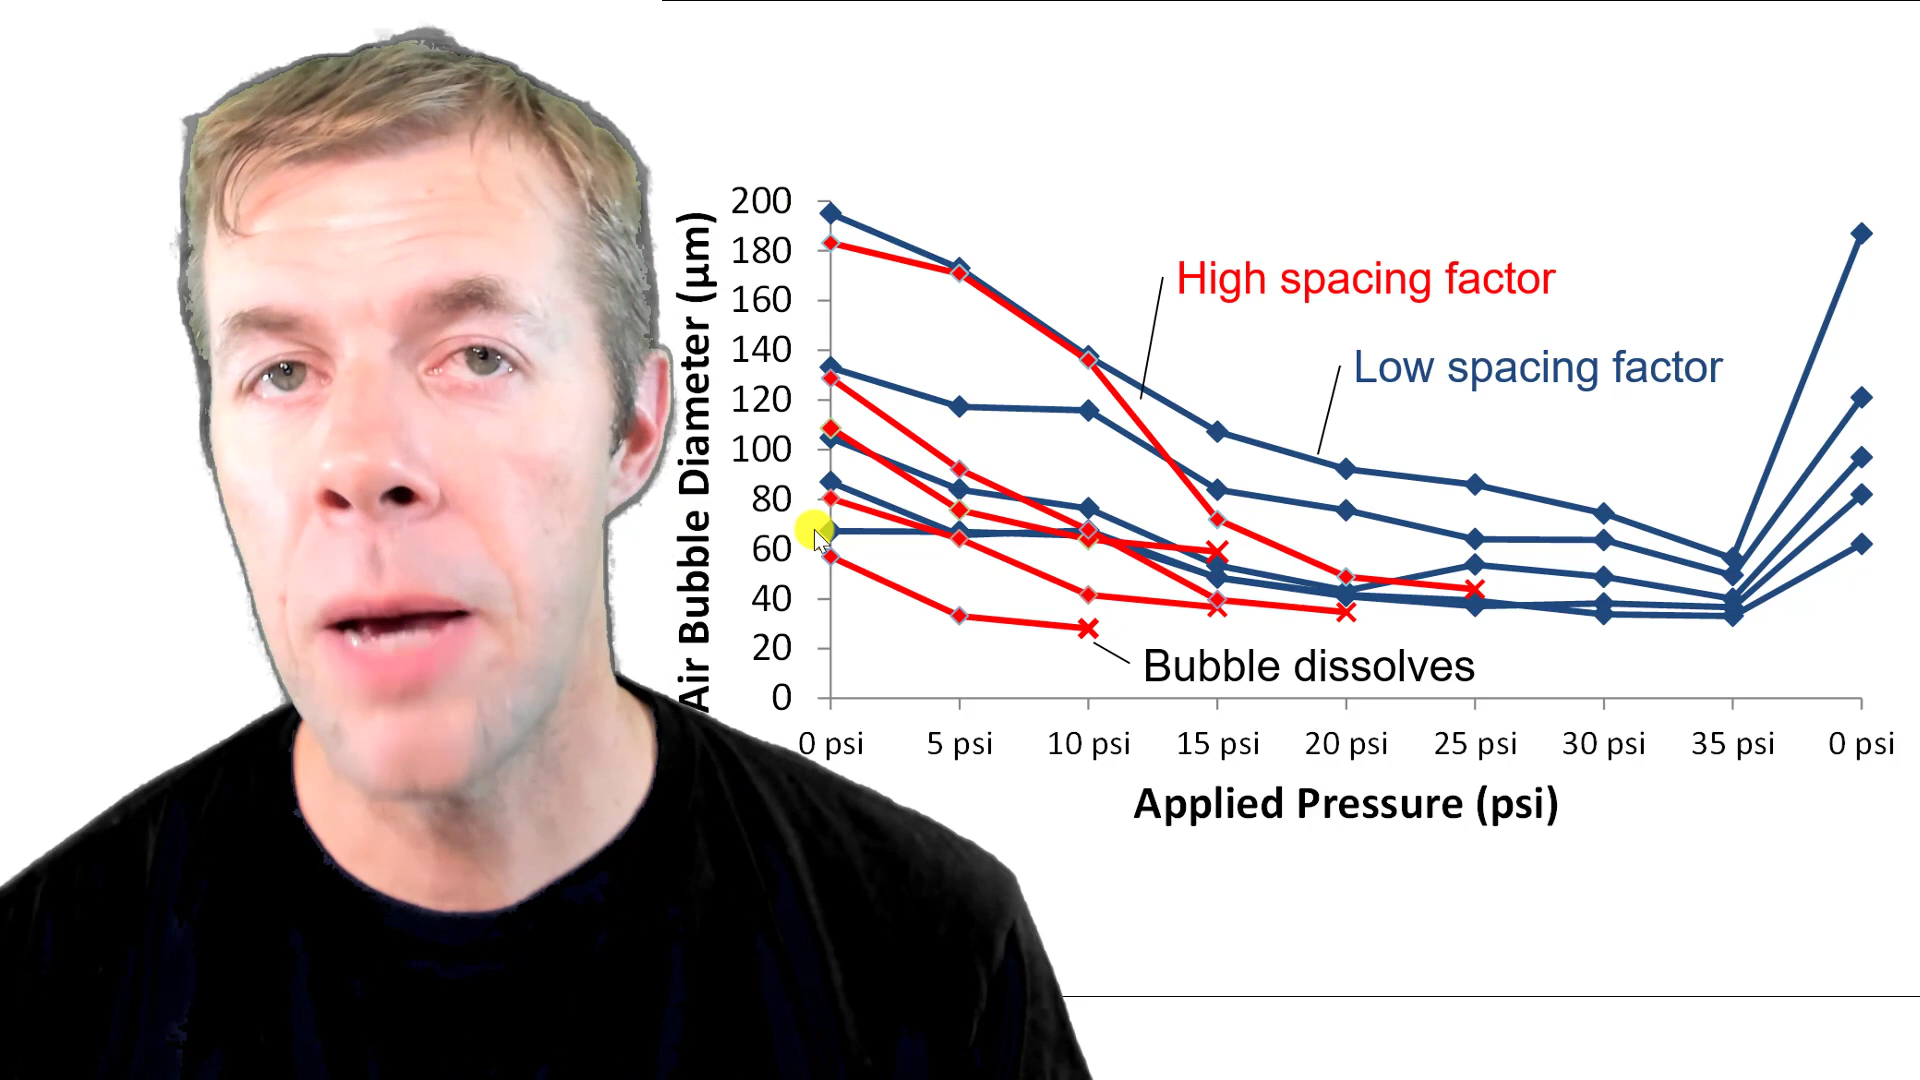 200
180
160
140
120
100
80
60
40
20
0
Air Bubble Diameter (µm)
High spacing factor
Low spacing factor
Bubble dissolves
0 psi 5 psi 10 psi 15 psi 20 psi 25 psi 30 psi 35 psi 0 psi
Applied Pressure (psi)